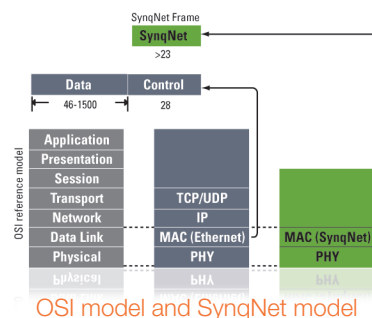 SynqNet Frame
SynqNet
>23
Data Control
46-1500 28
OSI reference model
Application
Presentation
Session
Transport TCP/UDP
Network IP
Data Link MAC (Ethernet) MAC (SynqNet)
Physical PHY PHY
OSI model and SynqNet model